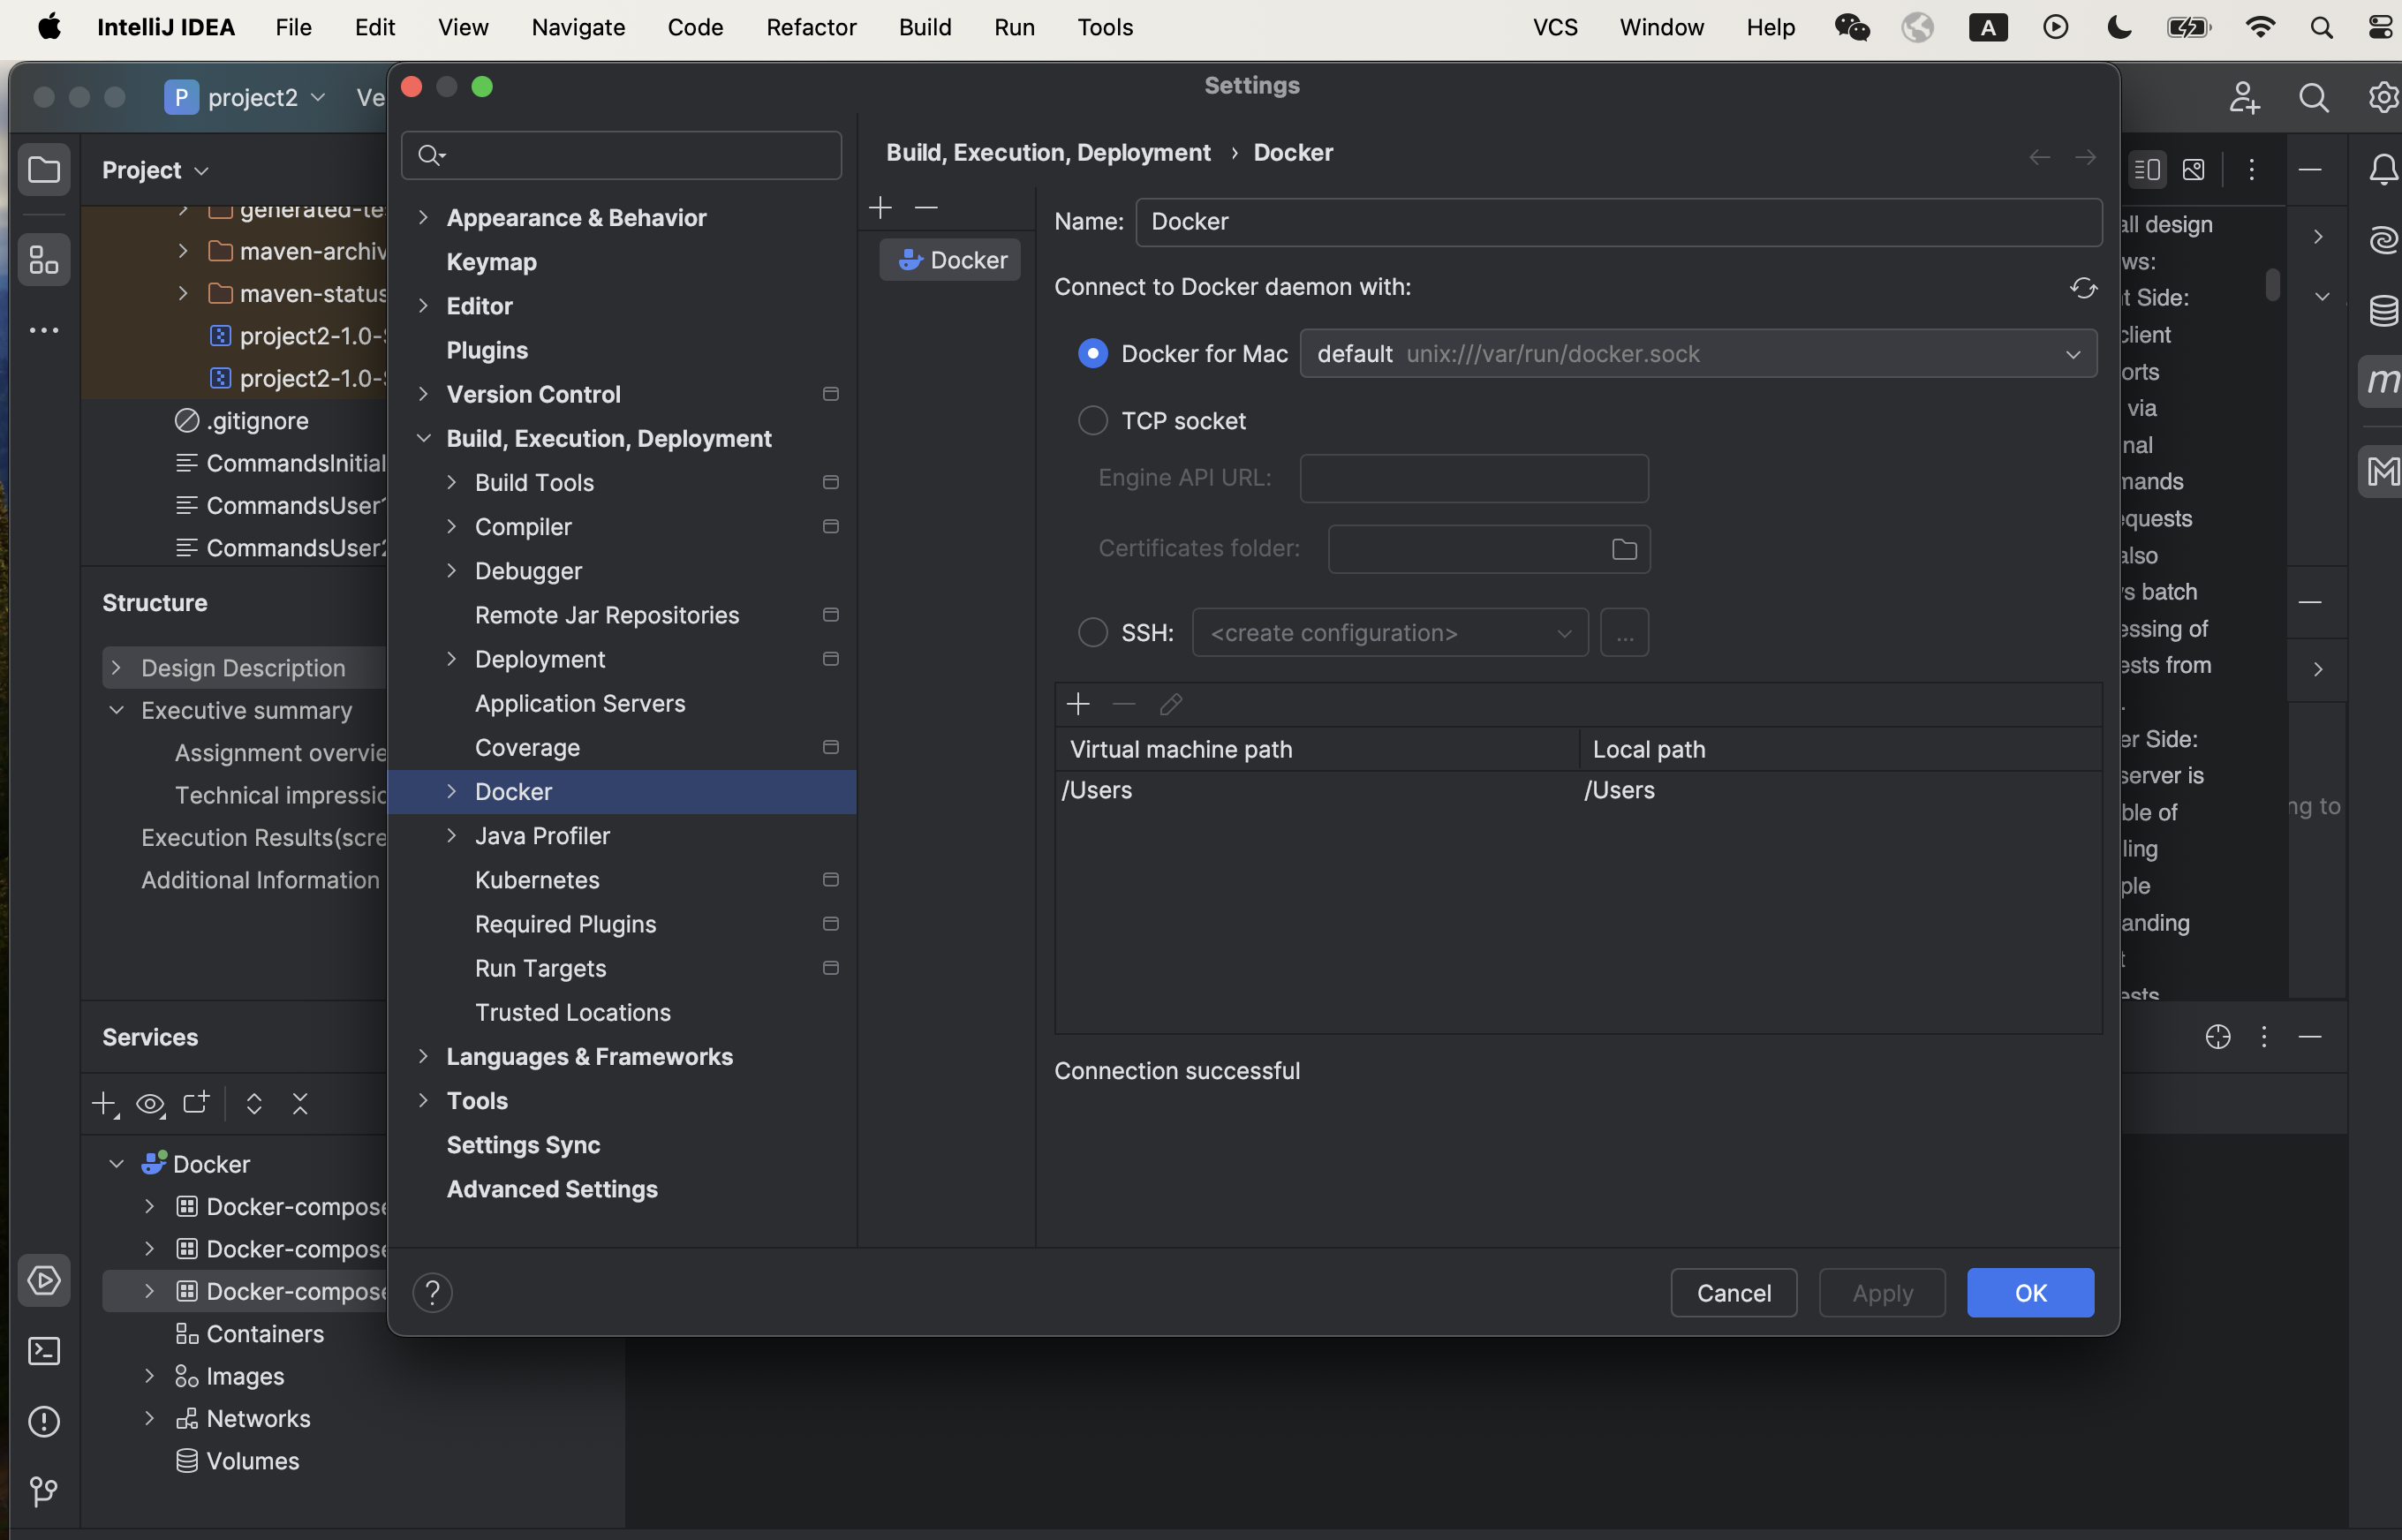 IntelliJ IDEA File Edit View Navigate Code Refactor Build Run Tools VCS Window Help A
P project2
Project
maven-archiv
maven-status
project2-1.0-
project2-1.0-
.gitignore
CommandsInitial
CommandsUser1
CommandsUser2
Structure
Design Description
Executive summary
Assignment overvie
Technical impressio
Execution Results(scre
Additional Information
Services
Docker
Docker-compose
Docker-compose
Docker-compose
Containers
Images
Networks
Volumes
Settings
Appearance & Behavior
Keymap
Editor
Plugins
Version Control
Build, Execution, Deployment
Build Tools
Compiler
Debugger
Remote Jar Repositories
Deployment
Application Servers
Coverage
Docker
Java Profiler
Kubernetes
Required Plugins
Run Targets
Trusted Locations
Languages & Frameworks
Tools
Settings Sync
Advanced Settings
?
Build, Execution, Deployment › Docker
Docker
Name: Docker
Connect to Docker daemon with:
Docker for Mac default unix:///var/run/docker.sock
TCP socket
Engine API URL:
Certificates folder:
SSH: <create configuration> ...
Virtual machine path Local path
/Users /Users
Connection successful
Cancel Apply OK
all design
ws:
t Side:
client
orts
via
nal
mands
equests
also
s batch
essing of
ests from
.
er Side:
server is
ble of
ling
ple
anding
t
ests
ng to
m
M